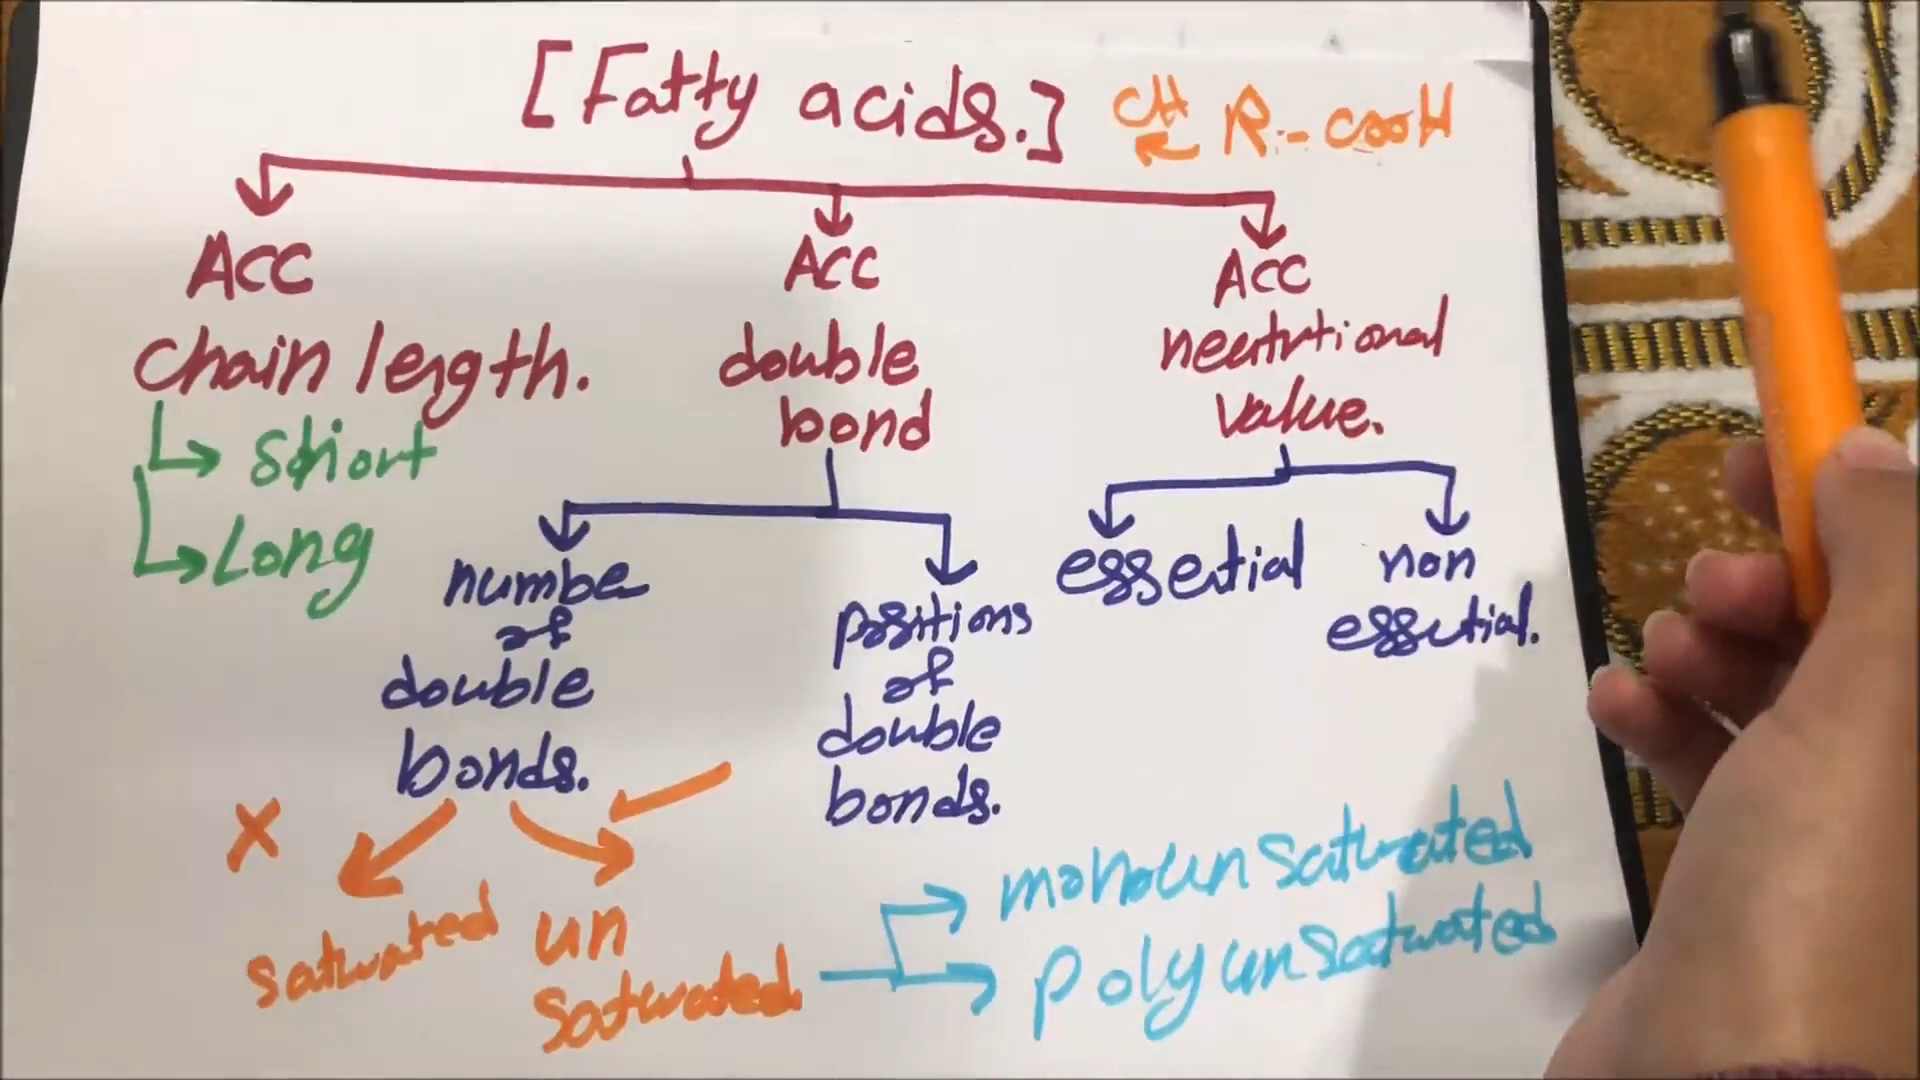 [Fatty acids.] CH R-COOH
Acc
chain length.
short
Long
Acc
double
bond
numbe
of
double
bonds.
saturated
un
saturated.
monounsaturated
polyunsaturated
positions
of
double
bonds.
Acc
neutrtional
value.
essential
non
essential.